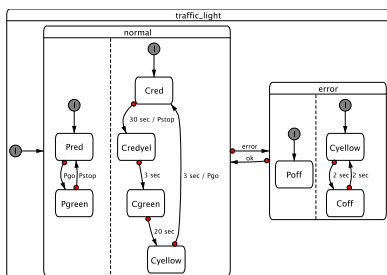 traffic_light
normal
I
Cred
30 sec / Pstop
I
Pred
Credyel
Pgo
Pstop
3 sec
3 sec / Pgo
Pgreen
Cgreen
20 sec
Cyellow
I
error
ok
error
I
I
Cyellow
Poff
2 sec
2 sec
Coff